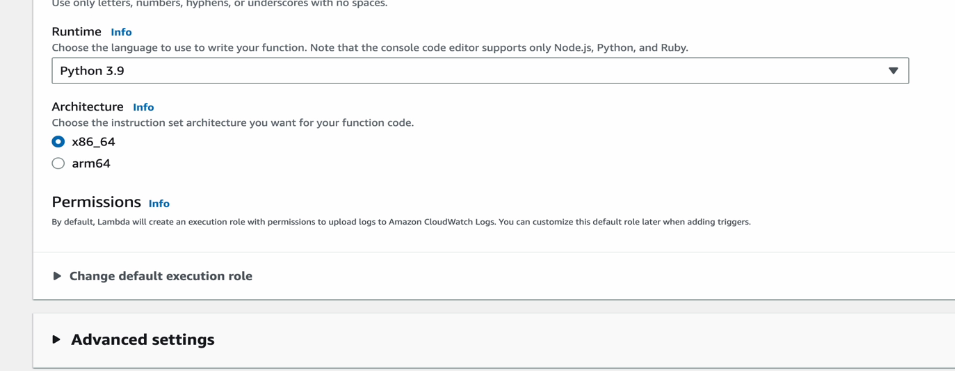 Use only letters, numbers, hyphens, or underscores with no spaces.
Runtime Info
Choose the language to use to write your function. Note that the console code editor supports only Node.js, Python, and Ruby.
Python 3.9
Architecture Info
Choose the instruction set architecture you want for your function code.
x86_64
arm64
Permissions Info
By default, Lambda will create an execution role with permissions to upload logs to Amazon CloudWatch Logs. You can customize this default role later when adding triggers.
Change default execution role
Advanced settings